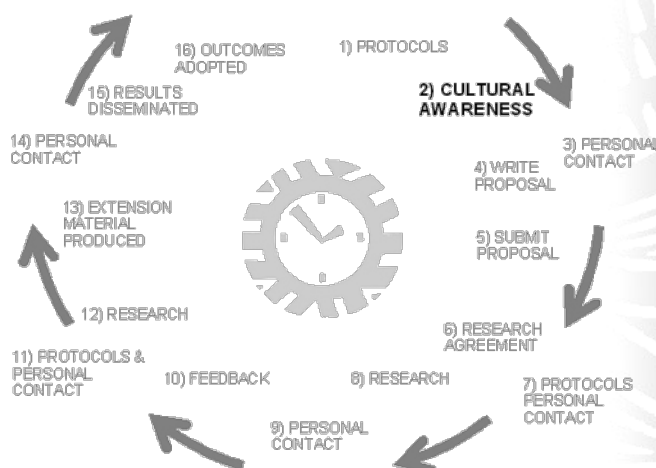 1) PROTOCOLS
2) CULTURAL
AWARENESS
3) PERSONAL
CONTACT
4) WRITE
PROPOSAL
5) SUBMIT
PROPOSAL
6) RESEARCH
AGREEMENT
7) PROTOCOLS
PERSONAL
CONTACT
8) RESEARCH
9) PERSONAL
CONTACT
10) FEEDBACK
11) PROTOCOLS &
PERSONAL
CONTACT
12) RESEARCH
13) EXTENSION
MATERIAL
PRODUCED
14) PERSONAL
CONTACT
15) RESULTS
DISSEMINATED
16) OUTCOMES
ADOPTED